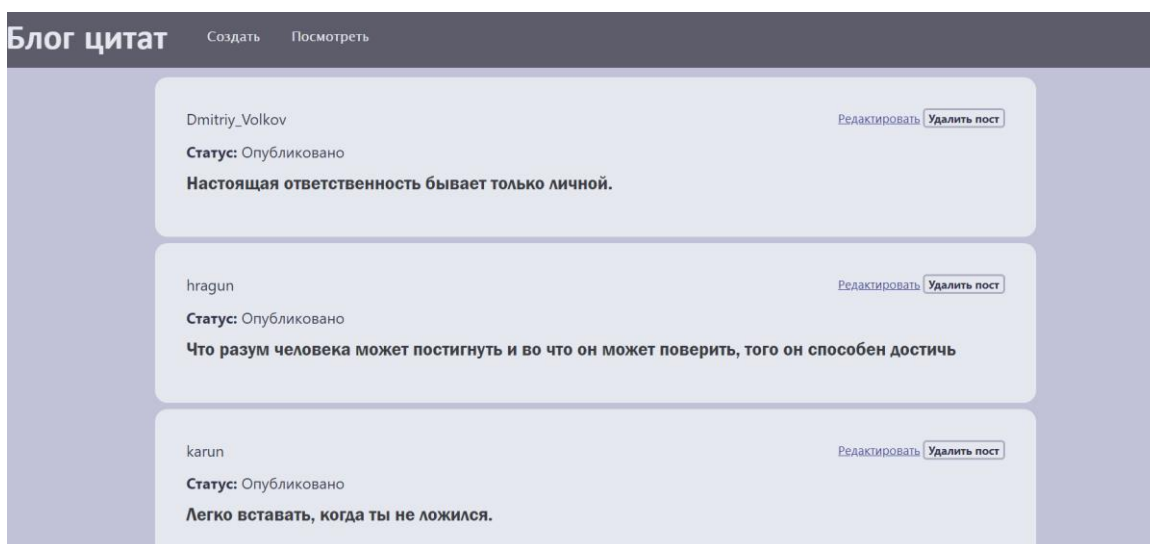 Блог цитат Создать Посмотреть
Dmitriy_Volkov Редактировать Удалить пост
Статус: Опубликовано
Настоящая ответственность бывает только личной.
hragun Редактировать Удалить пост
Статус: Опубликовано
Что разум человека может постигнуть и во что он может поверить, того он способен достичь
karun Редактировать Удалить пост
Статус: Опубликовано
Легко вставать, когда ты не ложился.